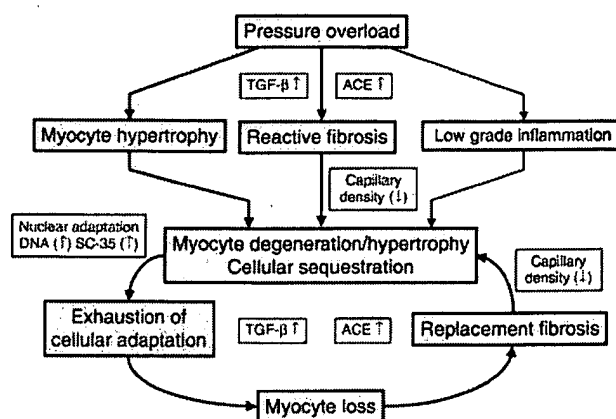 Pressure overload
TGF-β ↑
ACE ↑
Myocyte hypertrophy
Reactive fibrosis
Low grade inflammation
Capillary
density (↓)
Nuclear adaptation
DNA (↑) SC-35 (↑)
Myocyte degeneration/hypertrophy
Cellular sequestration
Capillary
density (↓)
Exhaustion of
cellular adaptation
TGF-β ↑
ACE ↑
Replacement fibrosis
Myocyte loss